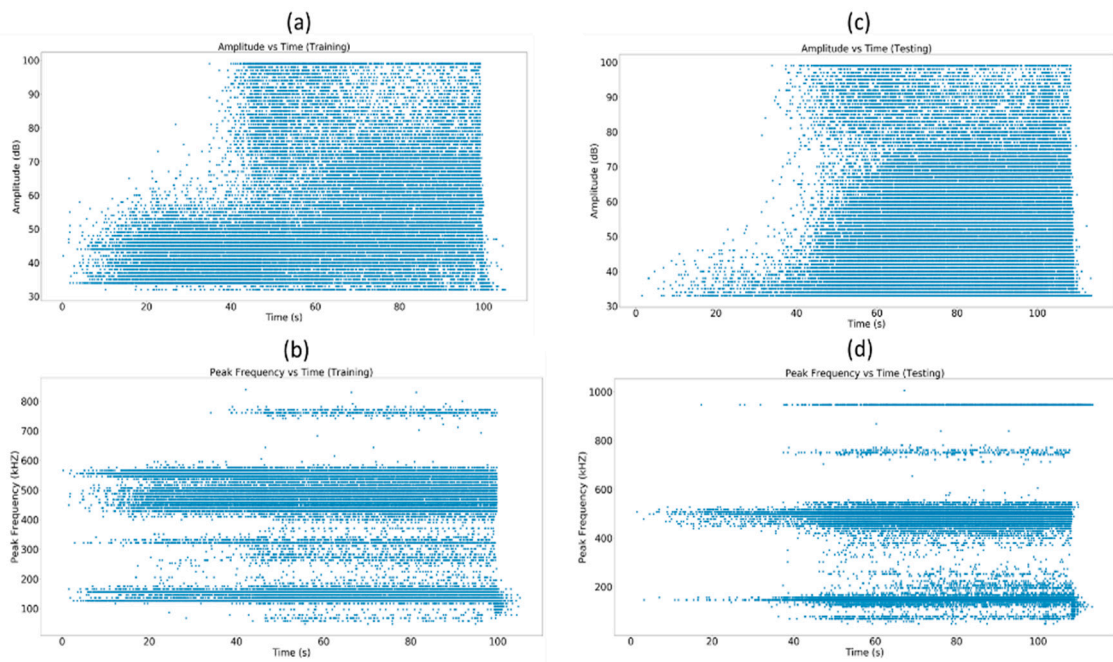 (a)
Amplitude vs Time (Training)
Amplitude (dB)
100
90
80
70
60
50
40
30
0 20 40 60 80 100
Time (s)
(b)
Peak Frequency vs Time (Training)
Peak Frequency (kHZ)
800
700
600
500
400
300
200
100
0 20 40 60 80 100
Time (s)
(c)
Amplitude vs Time (Testing)
Amplitude (dB)
100
90
80
70
60
50
40
30
0 20 40 60 80 100
Time (s)
(d)
Peak Frequency vs Time (Testing)
Peak Frequency (kHZ)
1000
800
600
400
200
0 20 40 60 80 100
Time (s)